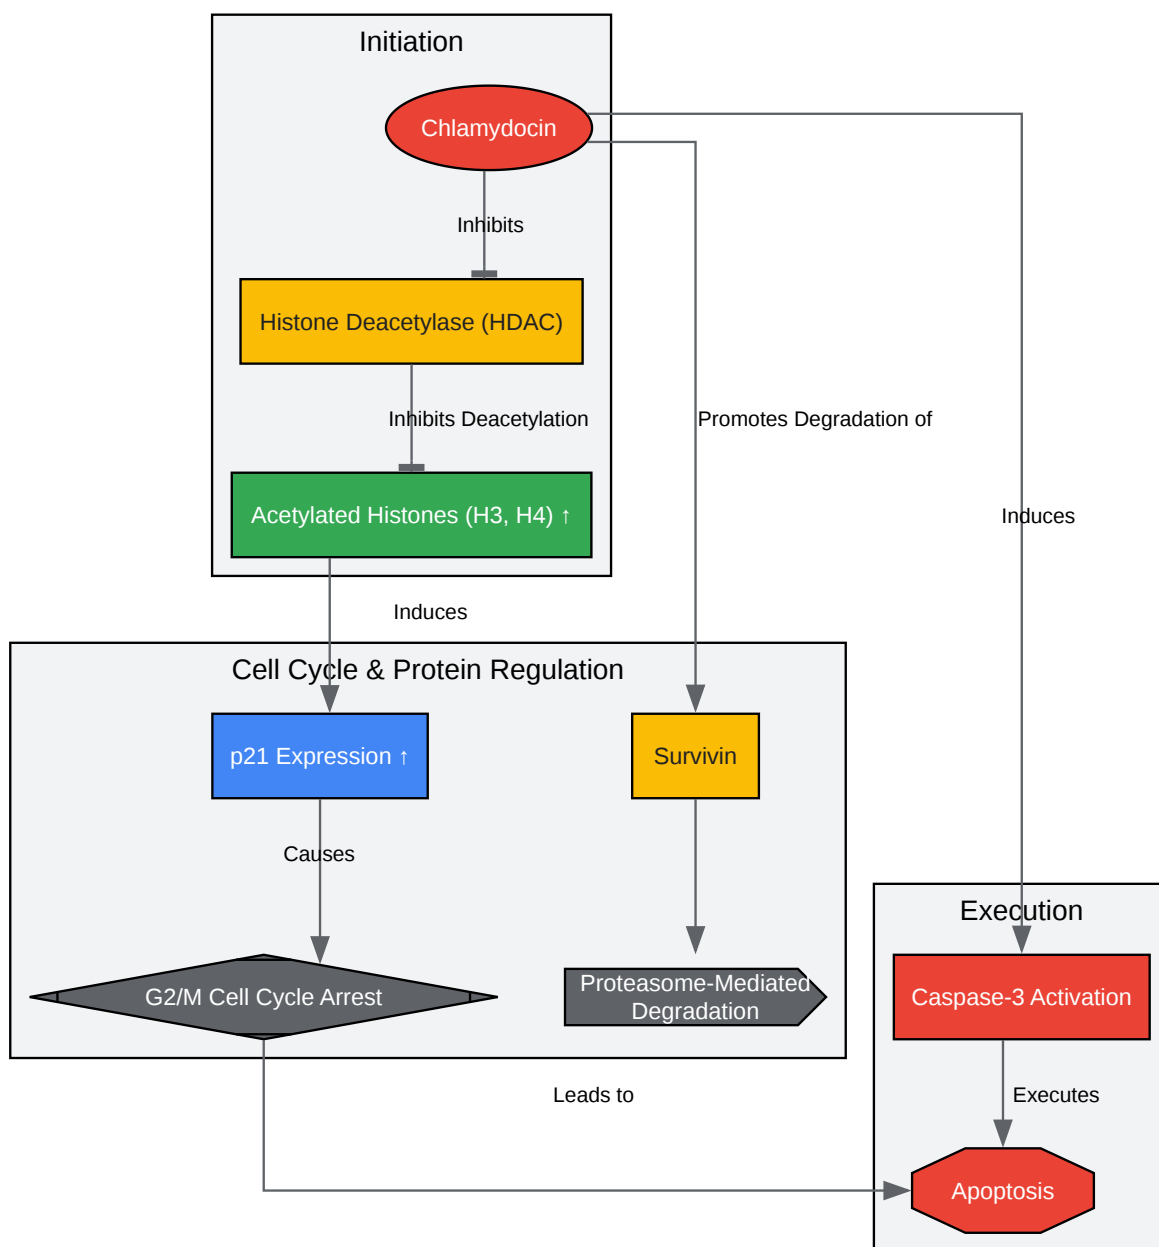 Initiation
Chlamydocin
Inhibits
Histone Deacetylase (HDAC)
Inhibits Deacetylation
Promotes Degradation of
Acetylated Histones (H3, H4) ↑
Induces
Induces
Cell Cycle & Protein Regulation
p21 Expression ↑
Survivin
Causes
Execution
G2/M Cell Cycle Arrest
Proteasome-Mediated
Degradation
Caspase-3 Activation
Leads to
Executes
Apoptosis